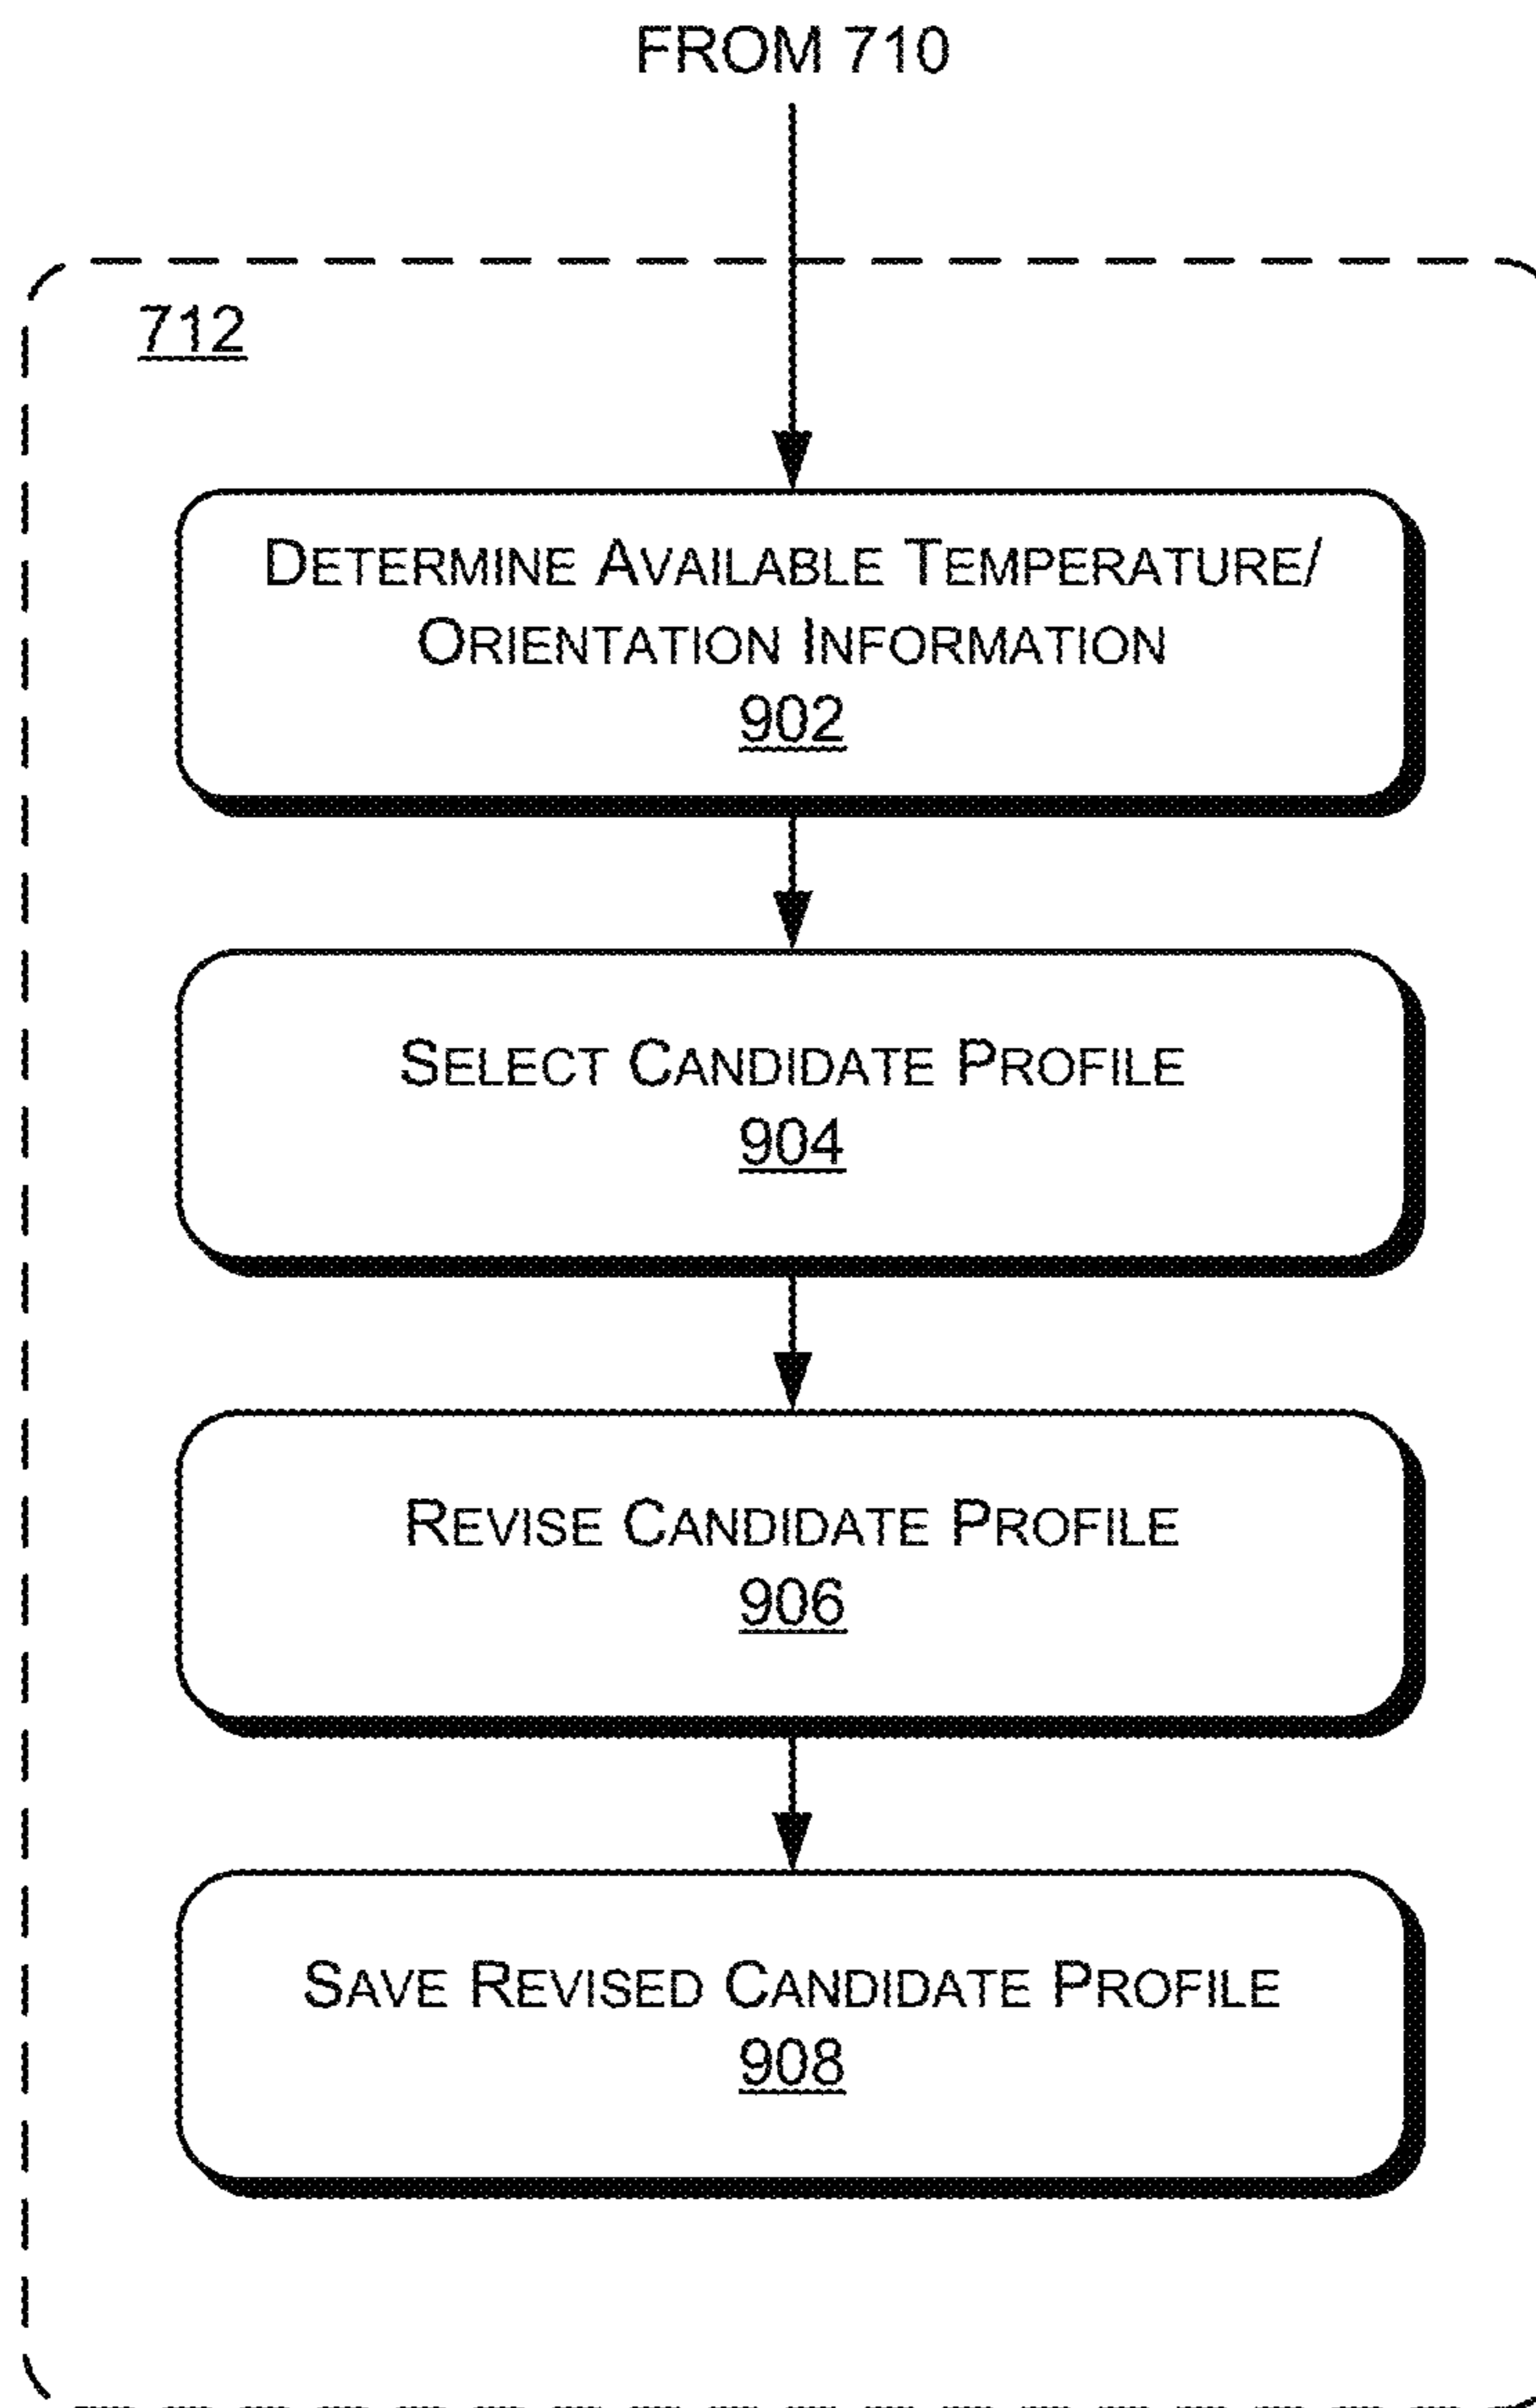 FROM 710
712
DETERMINE AVAILABLE TEMPERATURE/
ORIENTATION INFORMATION
902
SELECT CANDIDATE PROFILE
904
REVISE CANDIDATE PROFILE
906
SAVE REVISED CANDIDATE PROFILE
908